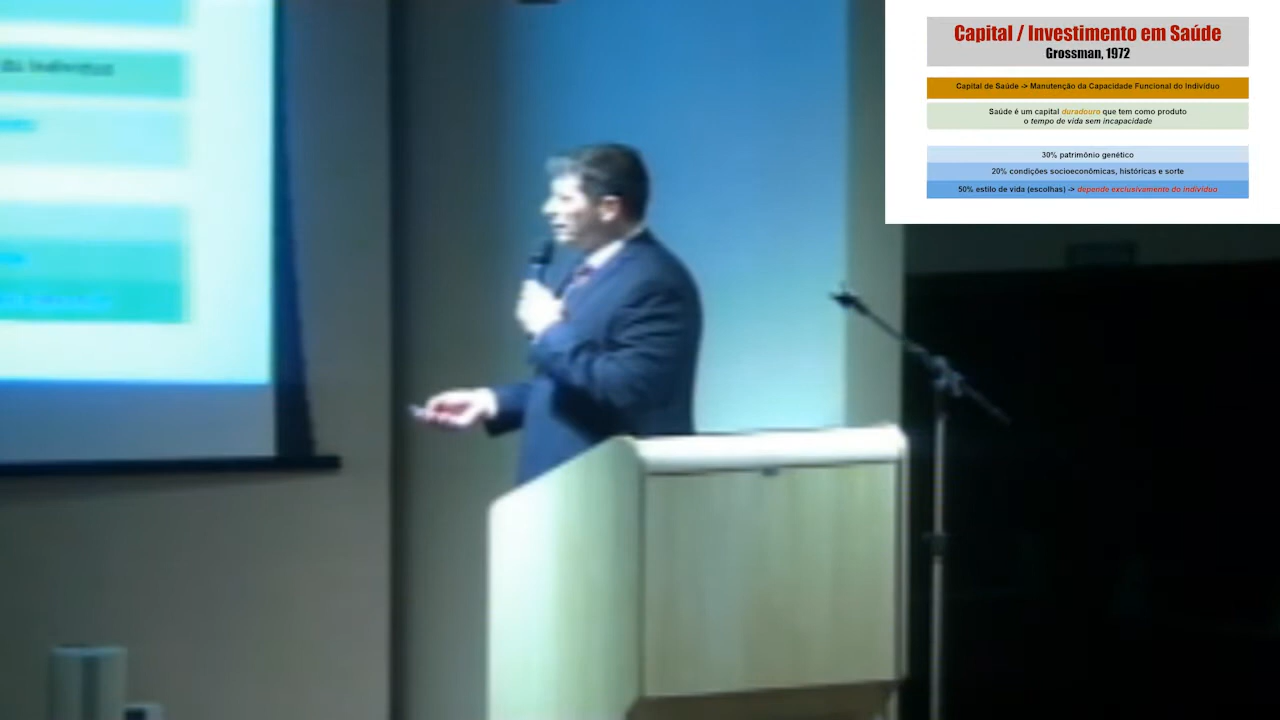 Capital / Investimento em Saúde
Grossman, 1972
Capital de Saúde -> Manutenção da Capacidade Funcional do Indivíduo
Saúde é um capital duradouro que tem como produto
o tempo de vida sem incapacidade
30% patrimônio genético
20% condições socioeconômicas, históricas e sorte
50% estilo de vida (escolhas) -> depende exclusivamente do indivíduo
do Indivíduo